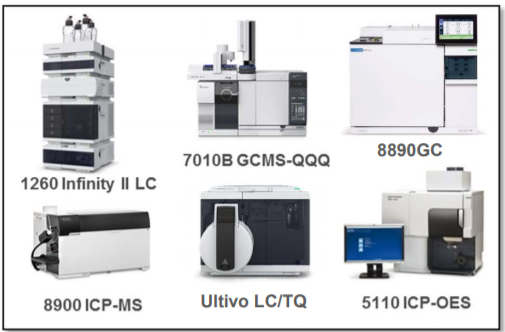 1260 Infinity II LC
7010B GCMS-QQQ
8890GC
8900 ICP-MS
Ultivo LC/TQ
5110 ICP-OES